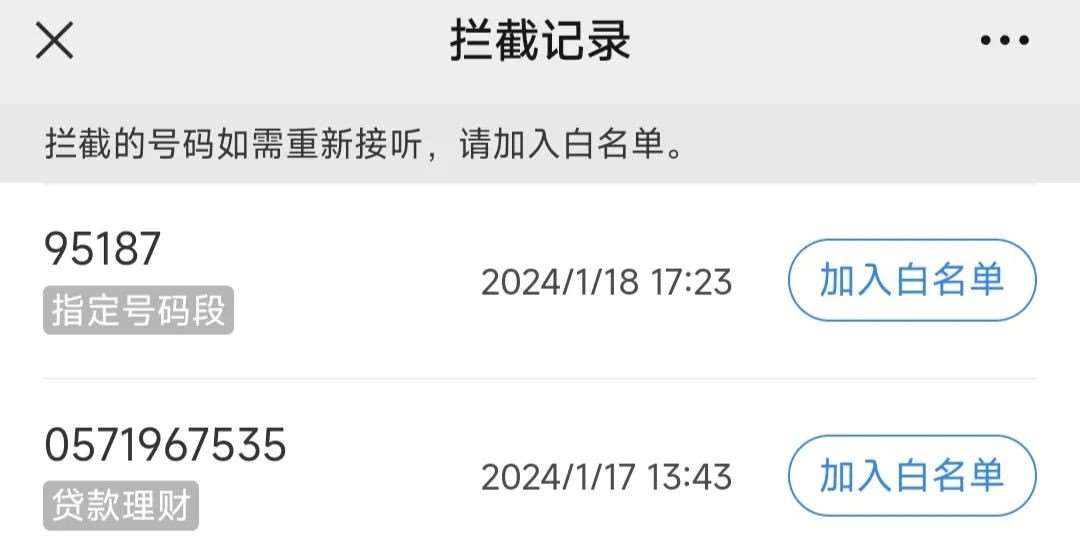 拦截记录
拦截的号码如需重新接听，请加入白名单。
95187
指定号码段
2024/1/18 17:23
加入白名单
0571967535
贷款理财
2024/1/17 13:43
加入白名单